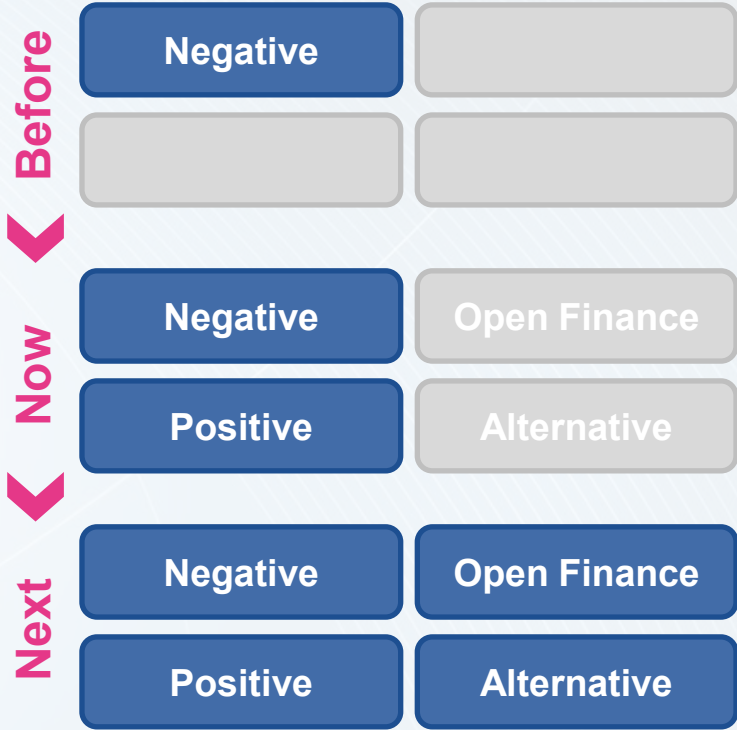 Before
Negative
Now
Negative
Open Finance
Positive
Alternative
Next
Negative
Open Finance
Positive
Alternative